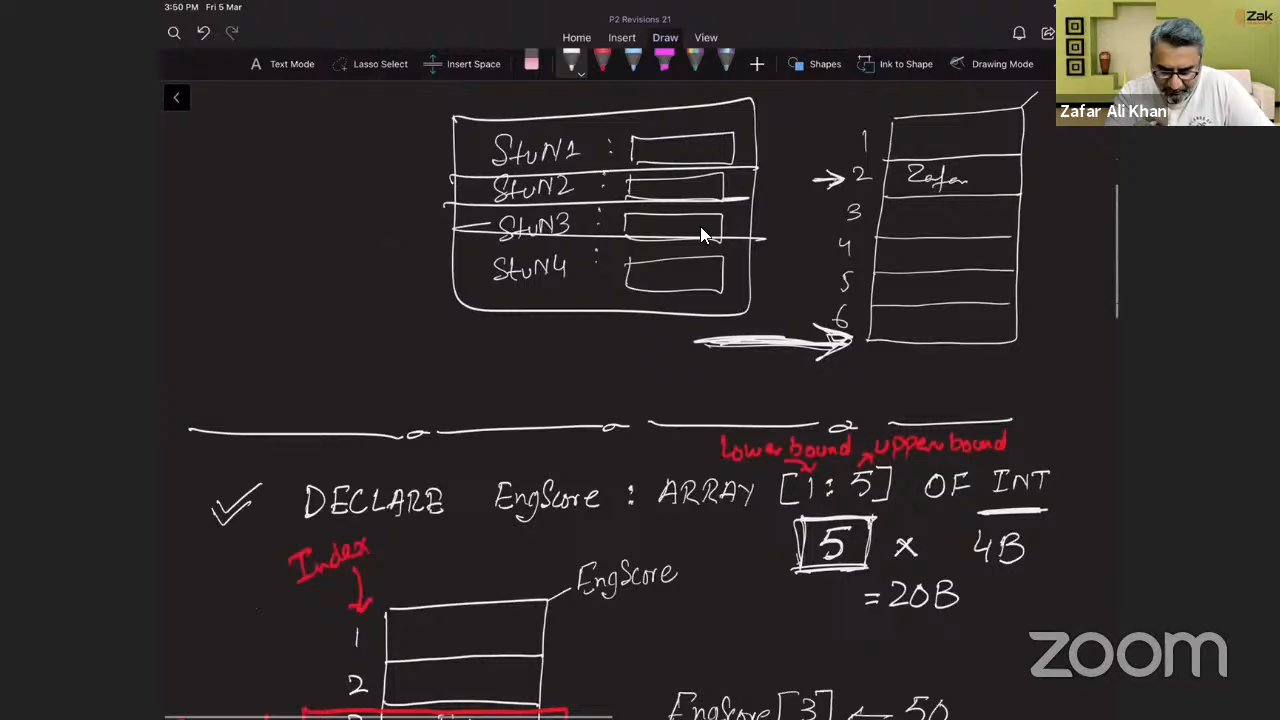 3:50 PM Fri 5 Mar
P2 Revisions 21
Home Insert Draw View
Text Mode Lasso Select Insert Space Shapes Ink to Shape Drawing Mode
Zak
Zafar Ali Khan
StuN1 :
StuN2 :
StuN3 :
StuN4 :
1
2 Zafar
3
4
5
6
Lower bound upper bound
DECLARE EngScore : ARRAY [1 : 5] OF INT
5 x 4B
= 20B
Index
EngScore
1
2
EngScore[3] ← 50
zoom